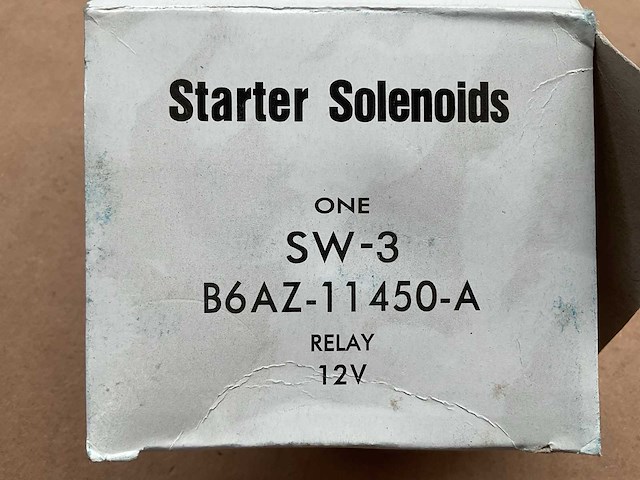 Starter Solenoids
ONE
SW-3
B6AZ-11450-A
RELAY
12V